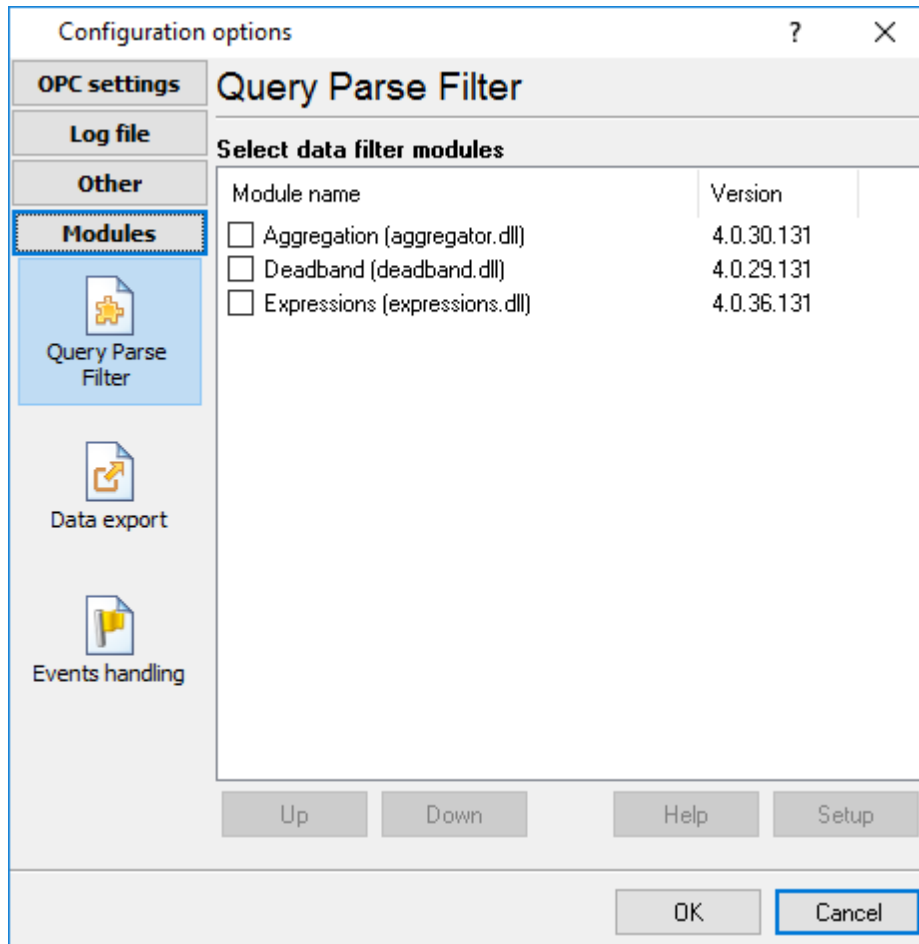 Configuration options ?
OPC settings
Log file
Other
Modules
Query Parse
Filter
Data export
Events handling
Query Parse Filter
Select data filter modules
Module name Version
Aggregation (aggregator.dll) 4.0.30.131
Deadband (deadband.dll) 4.0.29.131
Expressions (expressions.dll) 4.0.36.131
Up Down Help Setup
OK Cancel